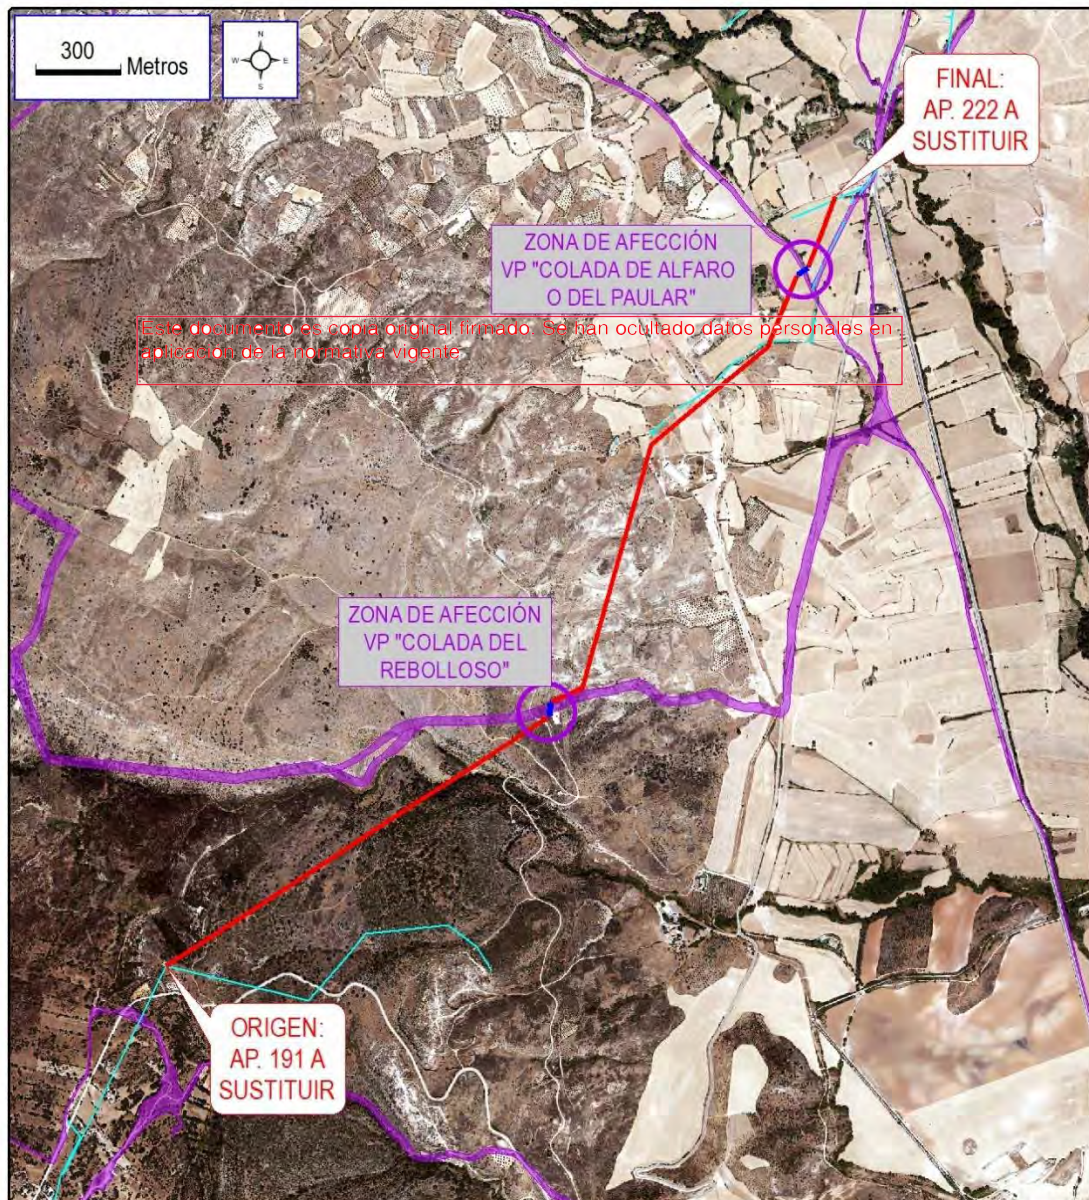 300 Metros
N
W E
S
FINAL:
AP. 222 A
SUSTITUIR
ZONA DE AFECCIÓN
VP "COLADA DE ALFARO
O DEL PAULAR"
Este documento es copia original firmado. Se han ocultado datos personales en
aplicación de la normativa vigente
ZONA DE AFECCIÓN
VP "COLADA DEL
REBOLLOSO"
ORIGEN:
AP. 191 A
SUSTITUIR